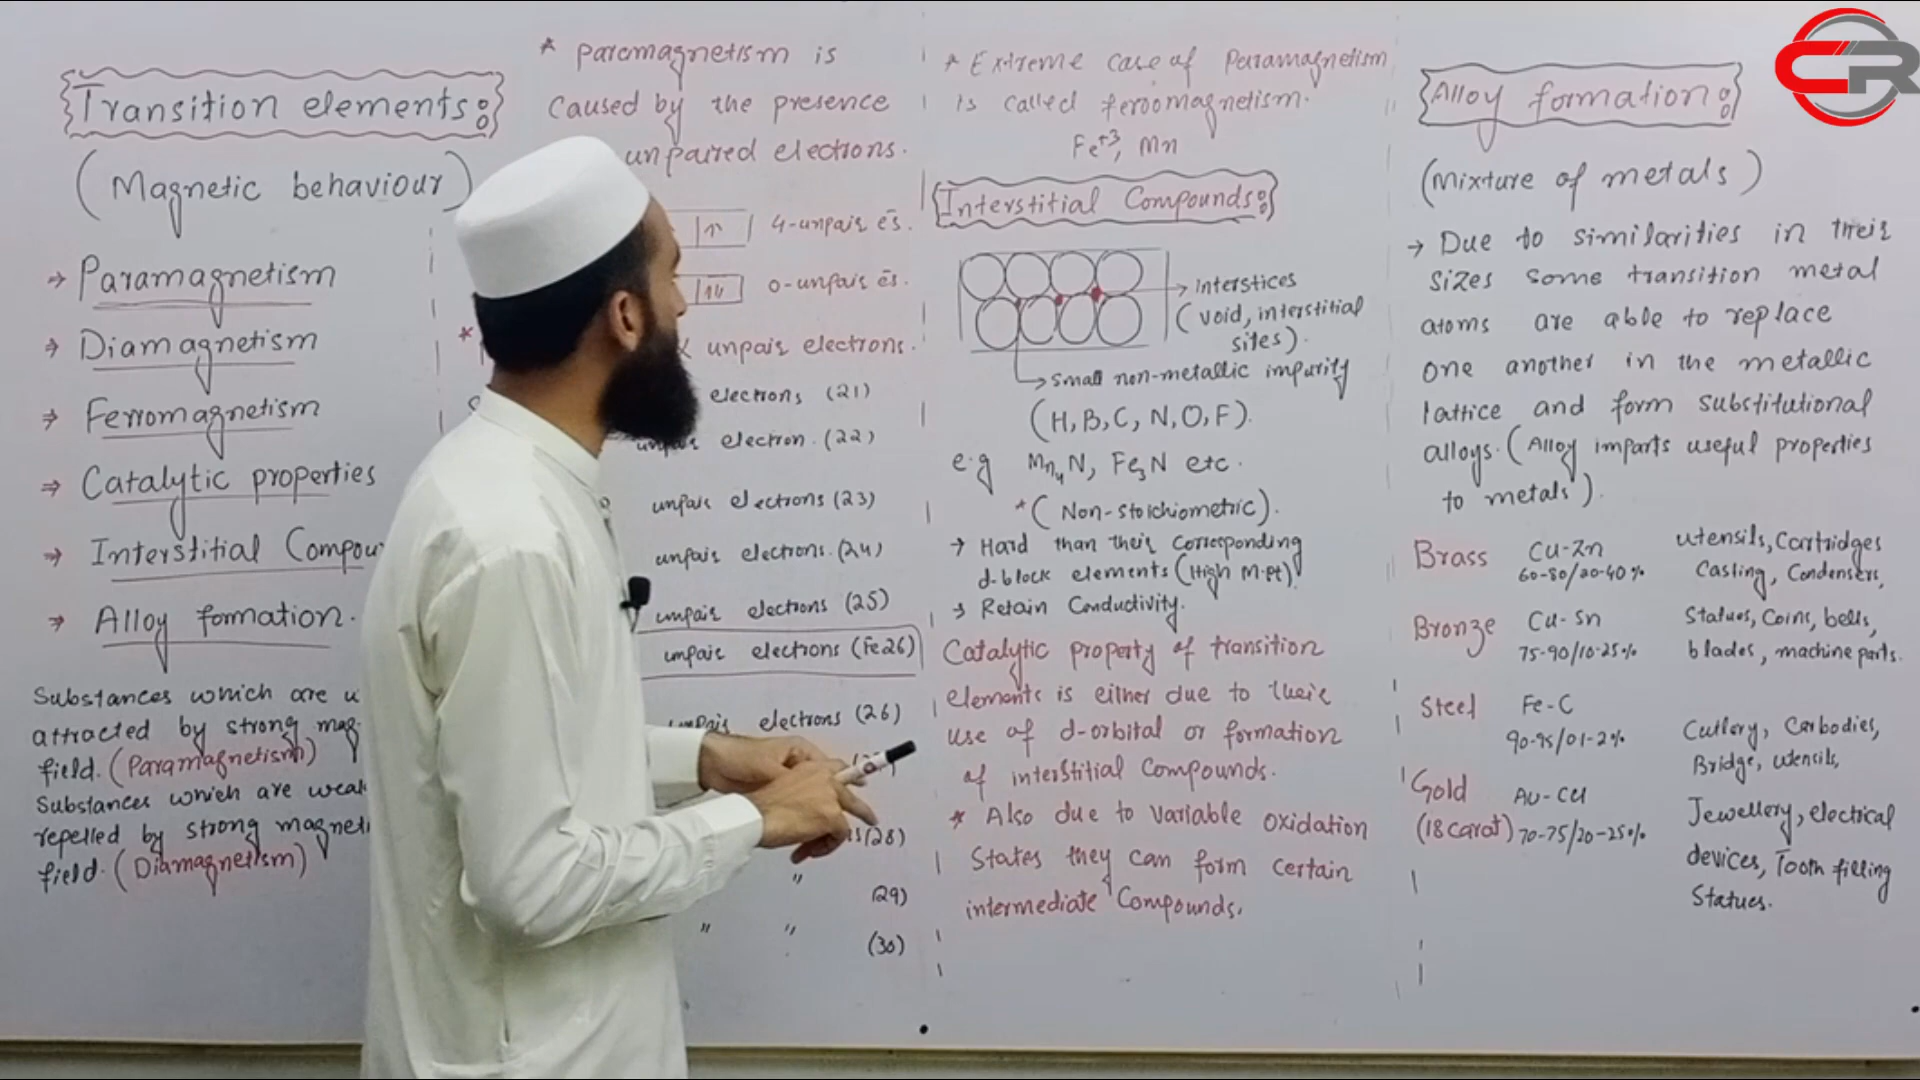 Transition elements:
(Magnetic behaviour)
⇒ Paramagnetism
⇒ Diamagnetism
⇒ Ferromagnetism
⇒ Catalytic properties
⇒ Interstitial Compou
⇒ Alloy formation.
Substances which are w
attracted by strong mag
field. (Paramagnetism)
Substances which are weak
repelled by strong magneti
field. (Diamagnetism)
* Paramagnetism is
Caused by the presence
unpaired electrons.
4-unpair es.
0-unpair es.
* unpair electrons.
electrons (21)
unpair electron. (22)
unpair electrons (23)
unpair electrons. (24)
unpair electrons (25)
unpair electrons (Fe26)
unpair electrons (26)
(28)
"
(29)
" " (30)
* Extreme case of Paramagnetism
is called feroomagnetism.
Fe+3, Mn
Interstitial Compounds:
→ Interstices
(void, interstitial
sites).
→ Small non-metallic impurity
(H, B, C, N, O, F).
e.g Mn4N, Fe3N etc.
* (Non-stoichiometric).
→ Hard than their corresponding
d-block elements (High M.pt)
→ Retain Conductivity.
Catalytic property of transition
elements is either due to their
use of d-orbital or formation
of interstitial Compounds.
* Also due to variable oxidation
States they can form certain
intermediate Compounds.
Alloy formation:
(Mixture of metals)
→ Due to similarities in their
sizes some transition metal
atoms are able to replace
one another in the metallic
lattice and form substitutional
alloys. (Alloy imparts useful properties
to metals).
Brass Cu-Zn utensils, Cartridges
60-80/20-40% Casting, Condensers,
Bronze Cu-Sn Statues, Coins, bells,
75-90/10-25% blades, machine parts.
Steel Fe-C
90-95/01-2% Cutlery, Carbodies,
Bridge, utensils,
Gold Au-Cu Jewellery, electrical
(18 carat) 70-75/20-25% devices, Tooth filling
Statues.
CR